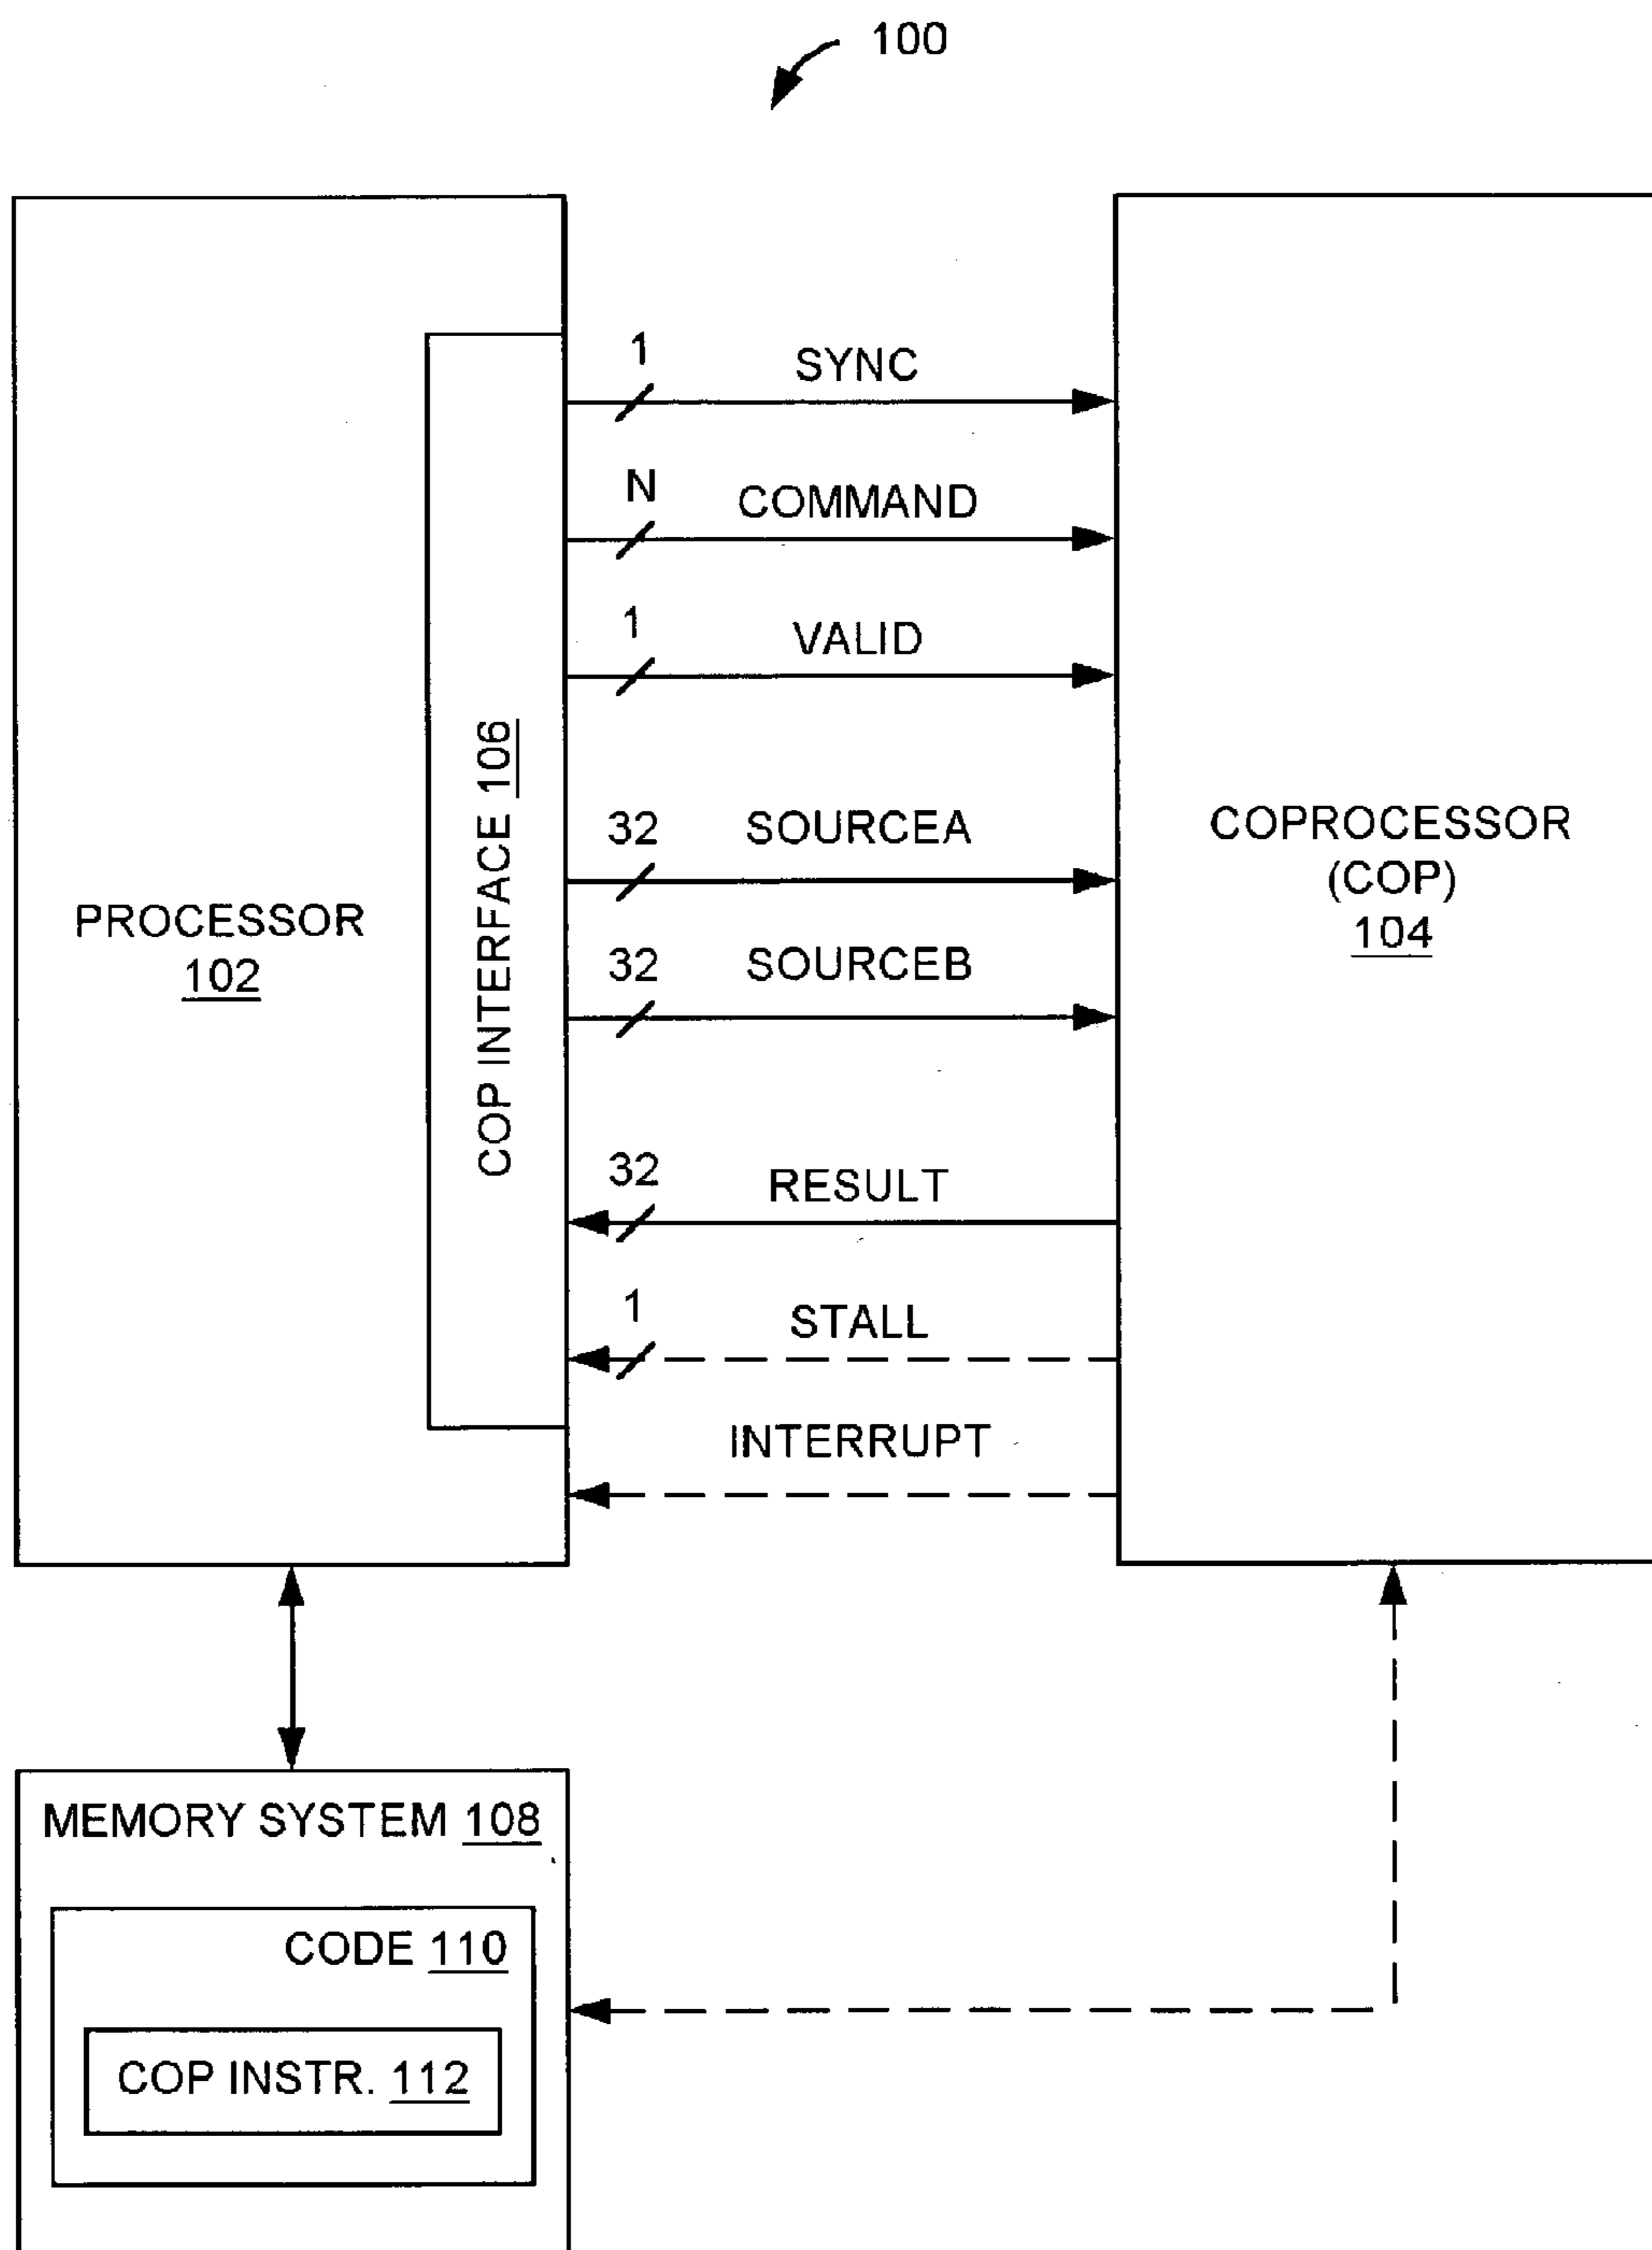 100
1
SYNC
N
COMMAND
1
VALID
32
SOURCEA
32
SOURCEB
32
RESULT
1
STALL
INTERRUPT
PROCESSOR
102
COP INTERFACE 106
COPROCESSOR
(COP)
104
MEMORY SYSTEM 108
CODE 110
COP INSTR. 112